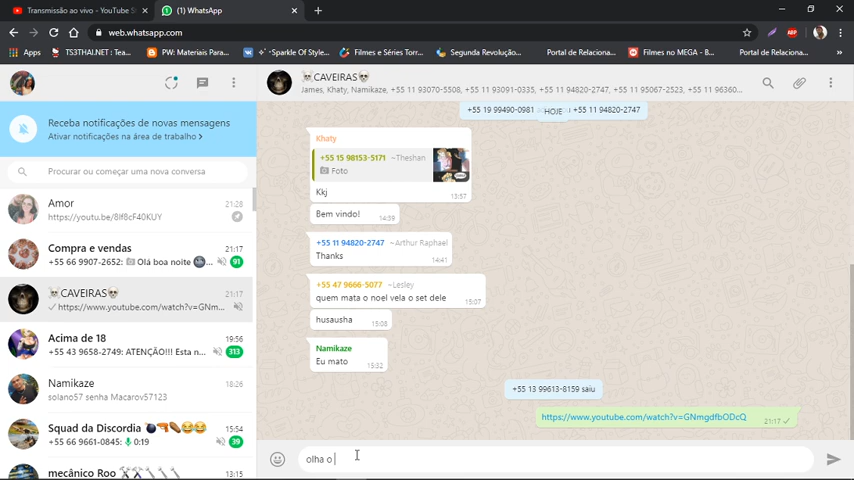 Transmissão ao vivo - YouTube St
(1) WhatsApp
web.whatsapp.com
Apps
TS3THAI.NET : Tea...
PW: Materiais Para...
•Sparkle Of Style...
Filmes e Séries Torr...
Segunda Revolução...
Portal de Relaciona...
Filmes no MEGA - B...
Portal de Relaciona...
CAVEIRAS
James, Khaty, Namikaze, +55 11 93070-5508, +55 11 93091-0335, +55 11 94820-2747, +55 11 95067-2523, +55 11 96360...
Receba notificações de novas mensagens
Ativar notificações na área de trabalho
Procurar ou começar uma nova conversa
Amor
21:28
https://youtu.be/8lf8cF40KUY
Compra e vendas
21:17
+55 66 9907-2652: Olá boa noite ...
91
CAVEIRAS
21:17
https://www.youtube.com/watch?v=GNm...
Acima de 18
19:56
+55 43 9658-2749: ATENÇÃO!!! Esta n...
313
Namikaze
18:26
solano57 senha Macarov57123
Squad da Discordia
15:54
+55 66 9661-0845: 0:19
39
mecânico Roo
13:15
+55 19 99490-0981
+55 11 94820-2747
HOJE
Khaty
+55 15 98153-5171 ~Theshan
Foto
Kkj
13:57
Bem vindo!
14:39
+55 11 94820-2747 ~Arthur Raphael
Thanks
14:41
+55 47 9666-5077 ~Lesley
quem mata o noel vela o set dele
15:07
husausha
15:08
Namikaze
Eu mato
15:32
+55 13 99613-8159 saiu
https://www.youtube.com/watch?v=GNmgdfbODcQ
21:17
olha o